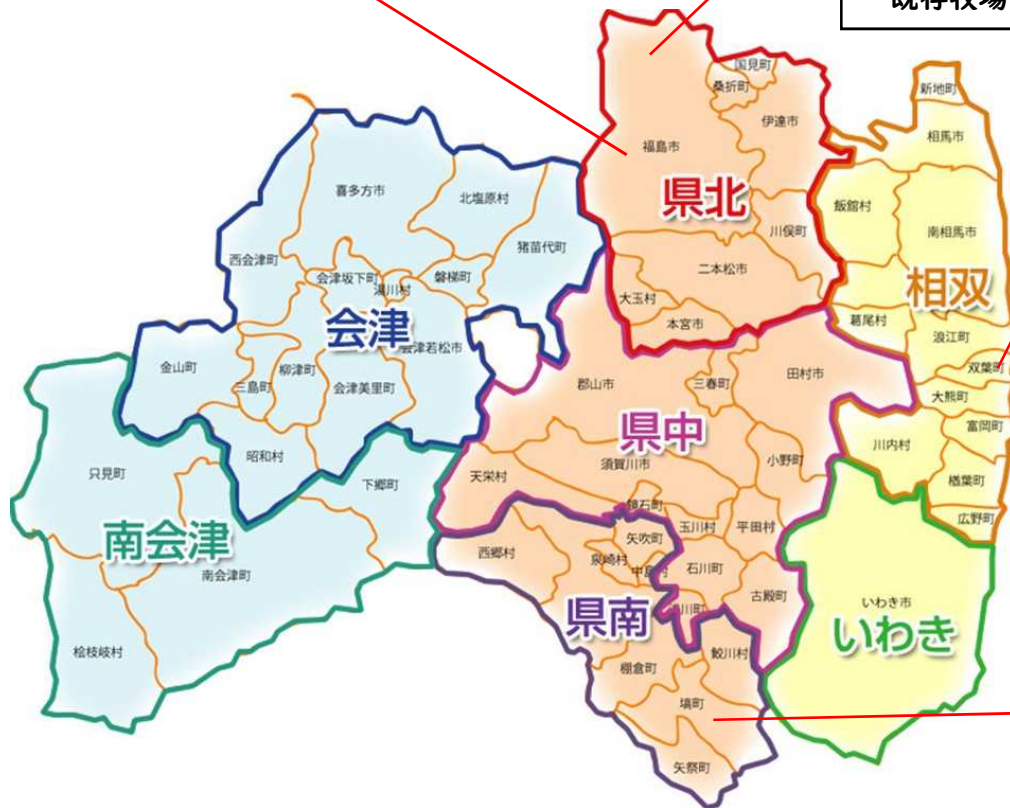 既存牧場
国見町
桑折町
伊達市
福島市
県北
川俣町
二本松市
大玉村
本宮市
新地町
相馬市
飯舘村
南相馬市
相双
葛尾村
浪江町
双葉町
大熊町
富岡町
川内村
楢葉町
広野町
喜多方市
北塩原村
猪苗代町
西会津町
会津坂下町
湯川村
磐梯町
会津
会津若松市
金山町
三島町
柳津町
会津美里町
昭和村
只見町
下郷町
南会津
南会津町
桧枝岐村
郡山市
三春町
田村市
県中
須賀川市
小野町
天栄村
鏡石町
玉川村
平田村
石川町
古殿町
西郷村
矢吹町
泉崎村
中島村
県南
川町
鮫川村
棚倉町
塙町
矢祭町
いわき市
いわき